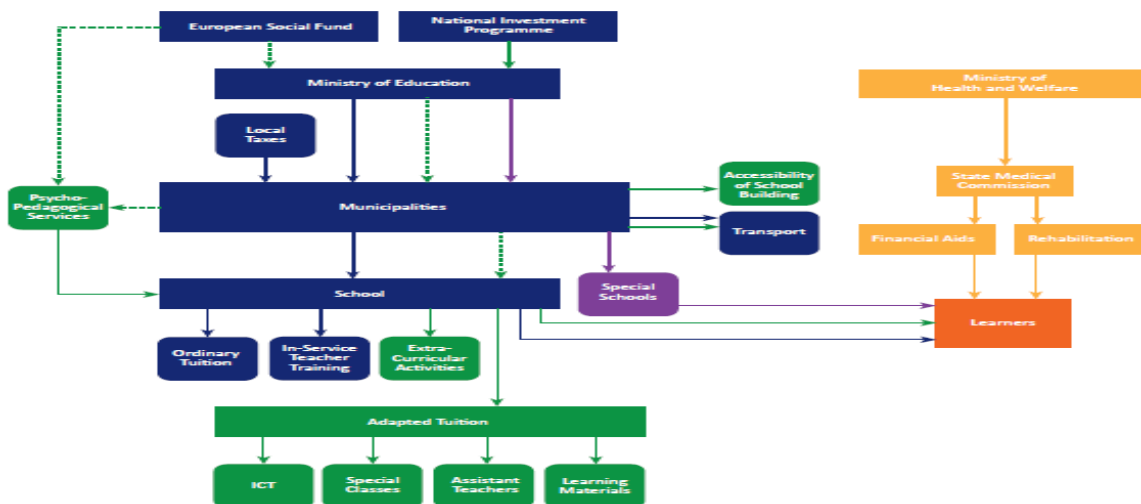 European Social Fund
National Investment
Programme
Ministry of Education
Ministry of
Health and Welfare
Local
Taxes
Accessibility
of School
Building
State Medical
Commission
Psycho-
Pedagogical
Services
Municipalities
Transport
Financial Aids
Rehabilitation
School
Special
Schools
Learners
Ordinary
Tuition
In-Service
Teacher
Training
Extra-
Curricular
Activities
Adapted Tuition
ICT
Special
Classes
Assistant
Teachers
Learning
Materials